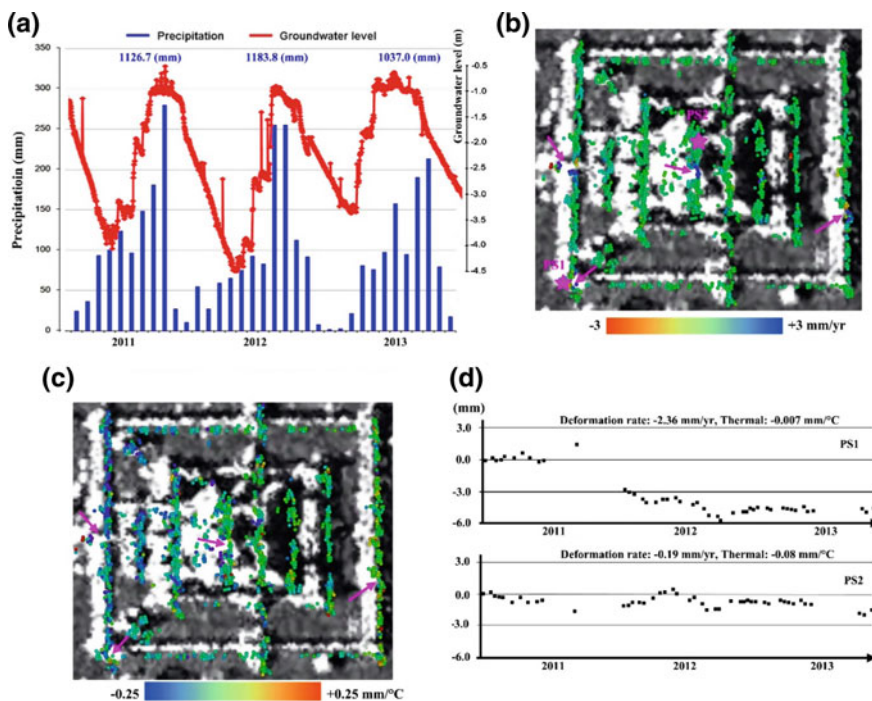 (a)
Precipitation Groundwater level
1126.7 (mm) 1183.8 (mm) 1037.0 (mm)
Precipitatioin (mm)
350
300
250
200
150
100
50
0
Groundwater level (m)
-0.5
-1.0
-1.5
-2.0
-2.5
-3.0
-3.5
-4.0
-4.5
2011 2012 2013
(b)
PS2
PS1
-3 +3 mm/yr
(c)
-0.25 +0.25 mm/°C
(d)
(mm)
Deformation rate: -2.36 mm/yr, Thermal: -0.007 mm/°C
3.0
PS1
0.0
-3.0
-6.0
2011 2012 2013
Deformation rate: -0.19 mm/yr, Thermal: -0.08 mm/°C
3.0
PS2
0.0
-3.0
-6.0
2011 2012 2013